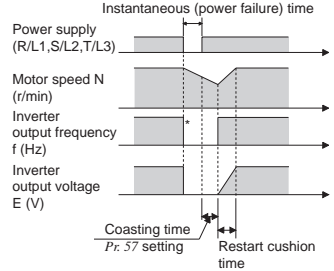 Instantaneous (power failure) time
Power supply
(R/L1,S/L2,T/L3)
Motor speed N
(r/min)
Inverter
output frequency
f (Hz)
*
Inverter
output voltage
E (V)
Coasting time
Pr. 57 setting
Restart cushion
time